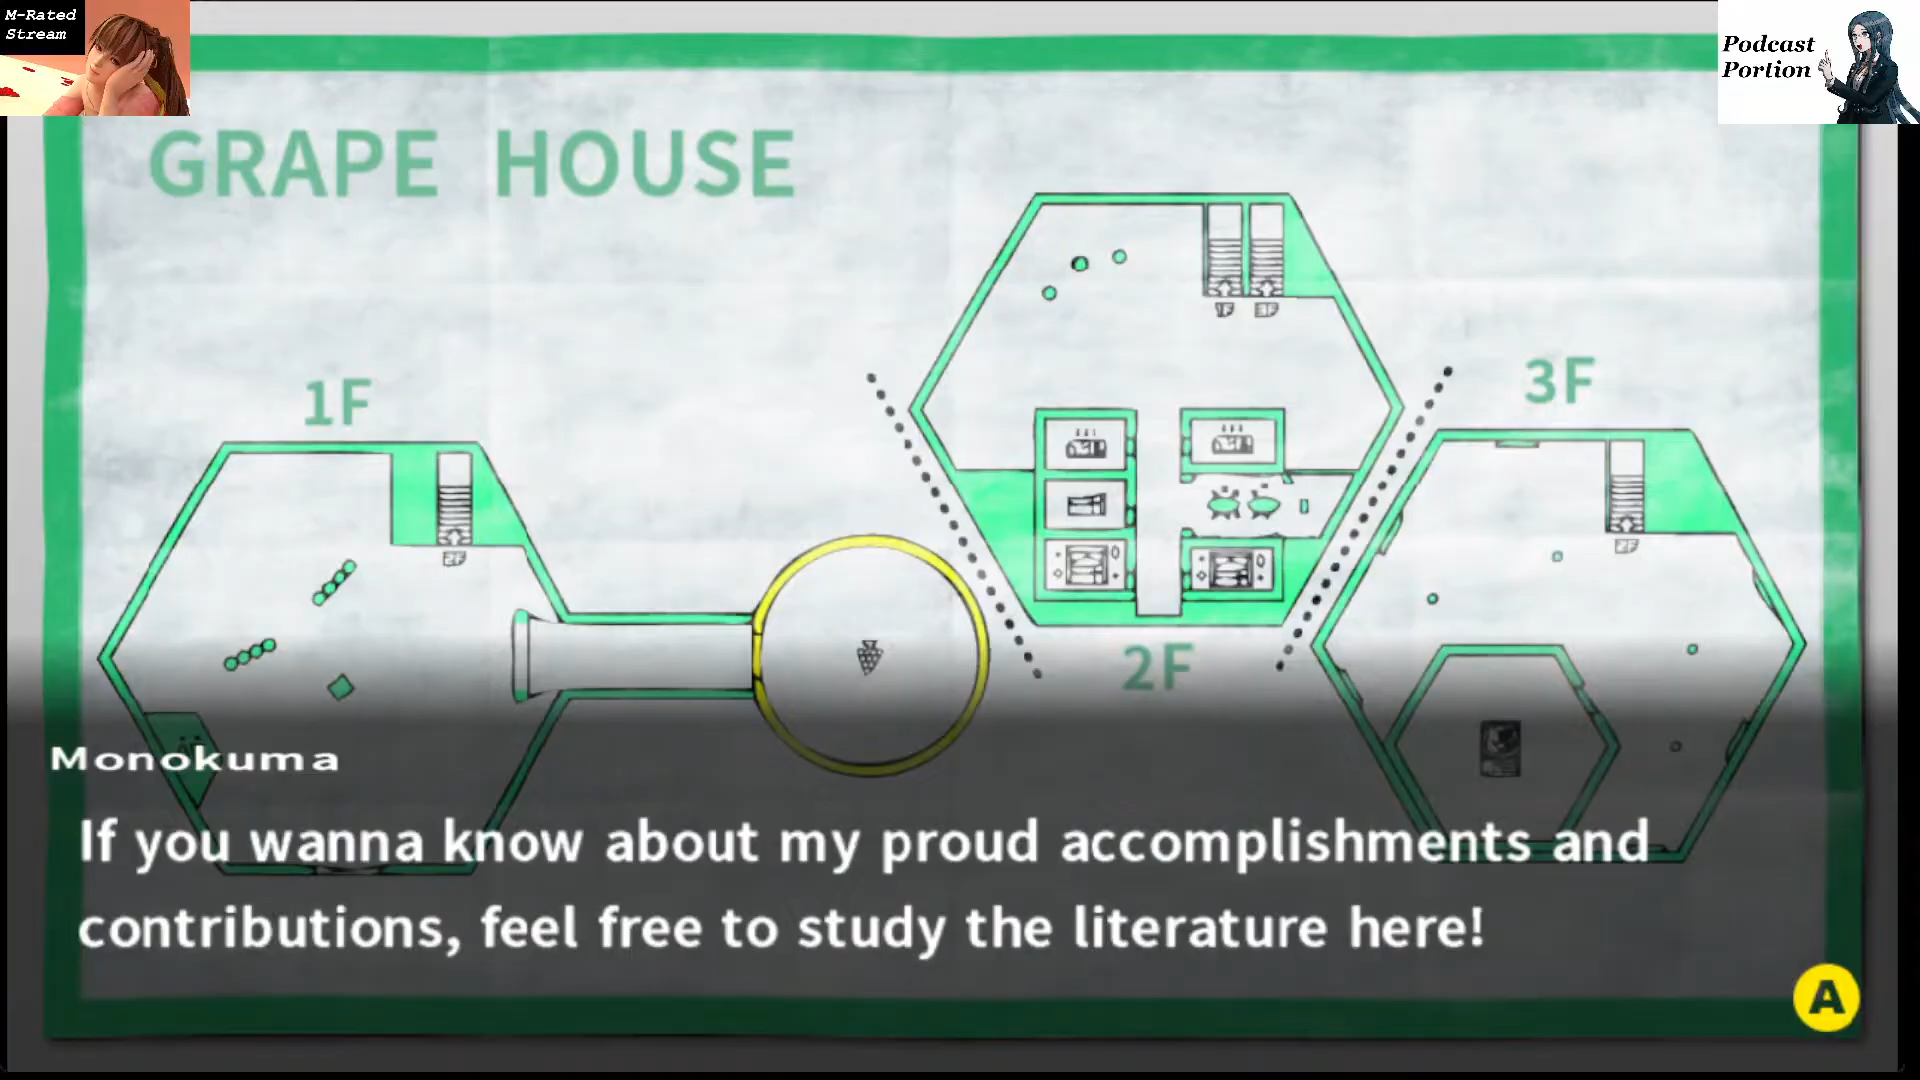 M-Rated
Stream
Podcast
Portion
GRAPE HOUSE
1F
2F
3F
1F
3F
2F
2F
Monokuma
If you wanna know about my proud accomplishments and
contributions, feel free to study the literature here!
A